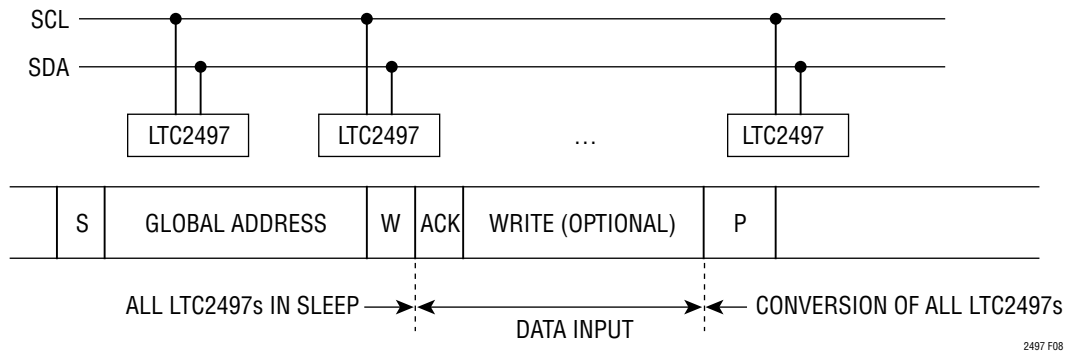 SCL
SDA
LTC2497 LTC2497 ... LTC2497
S GLOBAL ADDRESS W ACK WRITE (OPTIONAL) P
ALL LTC2497s IN SLEEP CONVERSION OF ALL LTC2497s
DATA INPUT
2497 F08